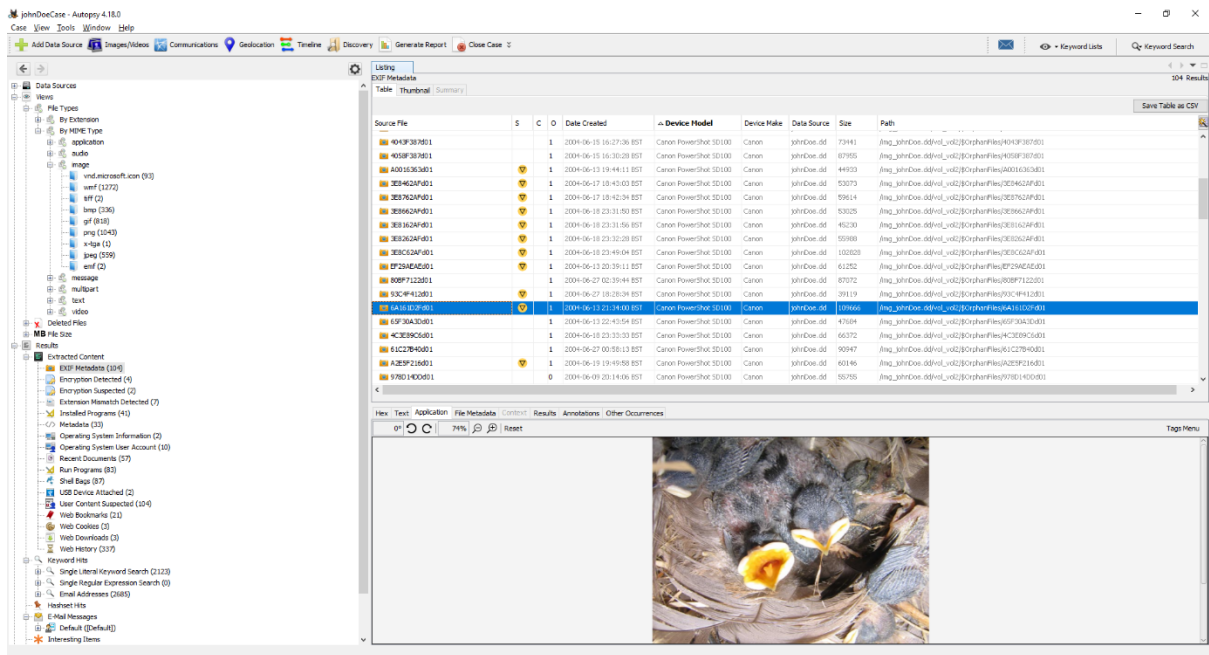 johnDoeCase - Autopsy 4.18.0
Case View Tools Window Help
Add Data Source Images/Videos Communications Geolocation Timeline Discovery Generate Report Close Case Keyword Lists Keyword Search
Data Sources
Views
File Types
By Extension
By MIME Type
application
audio
image
vnd.microsoft.icon (93)
wmf (1272)
tiff (2)
bmp (336)
gif (818)
png (1043)
x-tga (1)
jpeg (559)
emf (2)
message
multipart
text
video
Deleted Files
MB File Size
Results
Extracted Content
EXIF Metadata (104)
Encryption Detected (4)
Encryption Suspected (2)
Extension Mismatch Detected (7)
Installed Programs (41)
Metadata (33)
Operating System Information (2)
Operating System User Account (10)
Recent Documents (57)
Run Programs (83)
Shell Bags (87)
USB Device Attached (2)
User Content Suspected (104)
Web Bookmarks (21)
Web Cookies (3)
Web Downloads (3)
Web History (337)
Keyword Hits
Single Literal Keyword Search (2123)
Single Regular Expression Search (0)
Email Addresses (2685)
Hashset Hits
E-Mail Messages
Default ([Default])
Interesting Items
Listing
EXIF Metadata 104 Results
Table Thumbnail Summary
Save Table as CSV
Source File S C O Date Created Device Model Device Make Data Source Size Path
4043F387d01 1 2004-06-15 16:27:36 BST Canon PowerShot SD100 Canon johnDoe.dd 73441 /img_johnDoe.dd/vol_vol2/$OrphanFiles/4043F387d01
4058F387d01 1 2004-06-15 16:30:28 BST Canon PowerShot SD100 Canon johnDoe.dd 87955 /img_johnDoe.dd/vol_vol2/$OrphanFiles/4058F387d01
A0016363d01 1 2004-06-13 19:44:11 BST Canon PowerShot SD100 Canon johnDoe.dd 44933 /img_johnDoe.dd/vol_vol2/$OrphanFiles/A0016363d01
3E8462AFd01 1 2004-06-17 18:43:03 BST Canon PowerShot SD100 Canon johnDoe.dd 53073 /img_johnDoe.dd/vol_vol2/$OrphanFiles/3E8462AFd01
3E8762AFd01 1 2004-06-17 18:42:34 BST Canon PowerShot SD100 Canon johnDoe.dd 59614 /img_johnDoe.dd/vol_vol2/$OrphanFiles/3E8762AFd01
3E8662AFd01 1 2004-06-18 23:31:50 BST Canon PowerShot SD100 Canon johnDoe.dd 53025 /img_johnDoe.dd/vol_vol2/$OrphanFiles/3E8662AFd01
3E8162AFd01 1 2004-06-18 23:31:56 BST Canon PowerShot SD100 Canon johnDoe.dd 45230 /img_johnDoe.dd/vol_vol2/$OrphanFiles/3E8162AFd01
3E8262AFd01 1 2004-06-18 23:32:28 BST Canon PowerShot SD100 Canon johnDoe.dd 55988 /img_johnDoe.dd/vol_vol2/$OrphanFiles/3E8262AFd01
3E8C62AFd01 1 2004-06-18 23:49:04 BST Canon PowerShot SD100 Canon johnDoe.dd 102828 /img_johnDoe.dd/vol_vol2/$OrphanFiles/3E8C62AFd01
EF29AEAEd01 1 2004-06-13 20:39:11 BST Canon PowerShot SD100 Canon johnDoe.dd 61252 /img_johnDoe.dd/vol_vol2/$OrphanFiles/EF29AEAEd01
80BF7122d01 1 2004-06-27 02:39:44 BST Canon PowerShot SD100 Canon johnDoe.dd 87072 /img_johnDoe.dd/vol_vol2/$OrphanFiles/80BF7122d01
93C4F412d01 1 2004-06-27 18:28:34 BST Canon PowerShot SD100 Canon johnDoe.dd 39119 /img_johnDoe.dd/vol_vol2/$OrphanFiles/93C4F412d01
6A161D2Fd01 1 2004-06-13 21:34:00 BST Canon PowerShot SD100 Canon johnDoe.dd 109666 /img_johnDoe.dd/vol_vol2/$OrphanFiles/6A161D2Fd01
65F30A3Dd01 1 2004-06-13 22:43:54 BST Canon PowerShot SD100 Canon johnDoe.dd 47684 /img_johnDoe.dd/vol_vol2/$OrphanFiles/65F30A3Dd01
4C3E89C6d01 1 2004-06-18 23:33:33 BST Canon PowerShot SD100 Canon johnDoe.dd 66372 /img_johnDoe.dd/vol_vol2/$OrphanFiles/4C3E89C6d01
61C27B40d01 1 2004-06-27 00:58:13 BST Canon PowerShot SD100 Canon johnDoe.dd 90947 /img_johnDoe.dd/vol_vol2/$OrphanFiles/61C27B40d01
A2E5F216d01 1 2004-06-19 19:49:58 BST Canon PowerShot SD100 Canon johnDoe.dd 60146 /img_johnDoe.dd/vol_vol2/$OrphanFiles/A2E5F216d01
978D14DDd01 0 2004-06-09 20:14:06 BST Canon PowerShot SD100 Canon johnDoe.dd 55755 /img_johnDoe.dd/vol_vol2/$OrphanFiles/978D14DDd01
Hex Text Application File Metadata Context Results Annotations Other Occurrences
0° 74% Reset Tags Menu